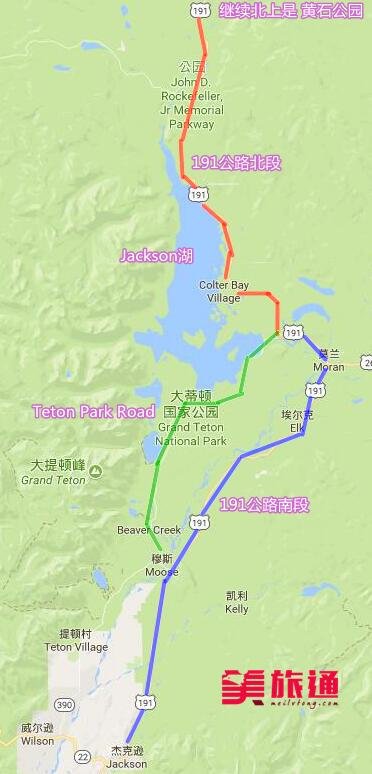 191
继续北上是 黄石公园
公园
John D.
Rockefeller,
Jr Memorial
Parkway
191公路北段
191
Jackson湖
Colter Bay
Village
191
莫兰
Moran
26
191
大蒂顿
国家公园
Grand Teton
National Park
Teton Park Road
埃尔克
Elk
大提顿峰
Grand Teton
191公路南段
191
Beaver Creek
穆斯
Moose
凯利
Kelly
提顿村
Teton Village
390
191
威尔逊
Wilson
22
杰克逊
Jackson
美旅通
meilvtong.com